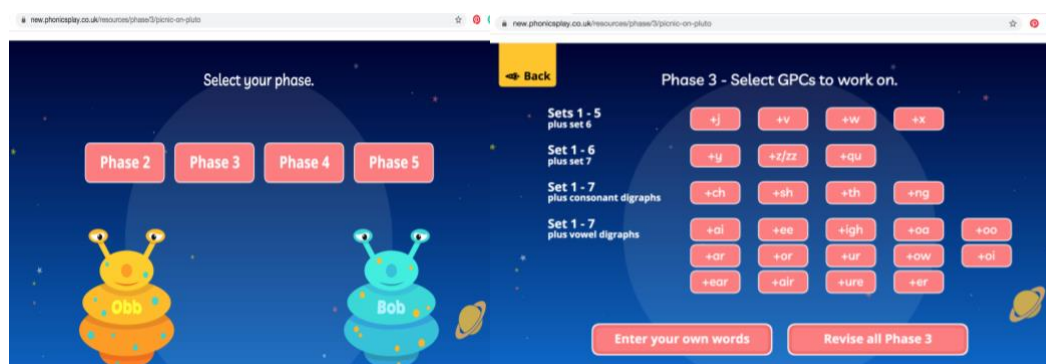 new.phonicsplay.co.uk/resources/phase/3/picnic-on-pluto
Select your phase.
Phase 2 Phase 3 Phase 4 Phase 5
Obb Bob
new.phonicsplay.co.uk/resources/phase/3/picnic-on-pluto
Back
Phase 3 - Select GPCs to work on.
Sets 1 - 5 +j +v +w +x
plus set 6
Set 1 - 6 +y +z/zz +qu
plus set 7
Set 1 - 7 +ch +sh +th +ng
plus consonant digraphs
Set 1 - 7 +ai +ee +igh +oa +oo
plus vowel digraphs
+ar +or +ur +ow +oi
+ear +air +ure +er
Enter your own words Revise all Phase 3